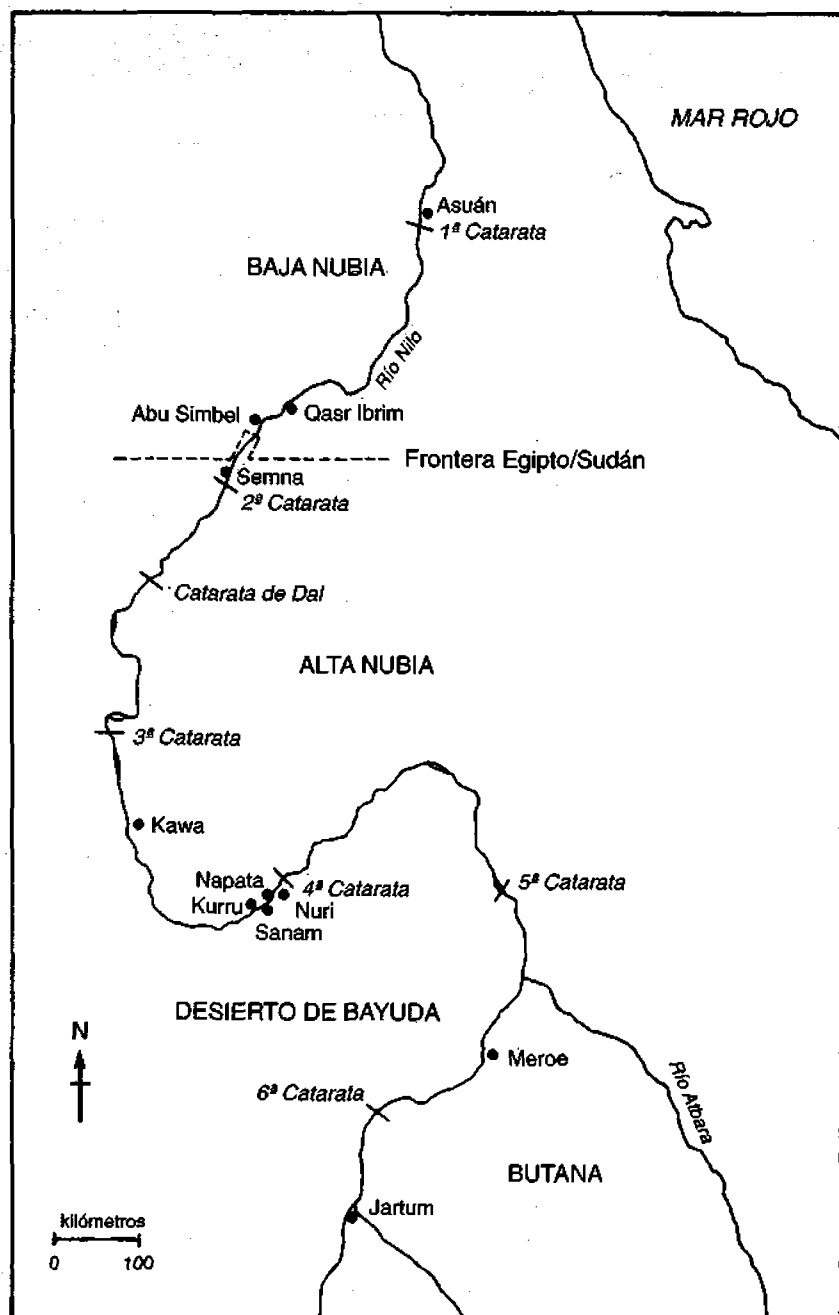 MAR ROJO
Asuán
1ª Catarata
BAJA NUBIA
Río Nilo
Abu Simbel
Qasr Ibrim
Frontera Egipto/Sudán
Semna
2ª Catarata
Catarata de Dal
ALTA NUBIA
3ª Catarata
Kawa
Napata
4ª Catarata
5ª Catarata
Kurru
Nuri
Sanam
DESIERTO DE BAYUDA
N
Meroe
6ª Catarata
Río Atbara
BUTANA
Jartum
kilómetros
0 100